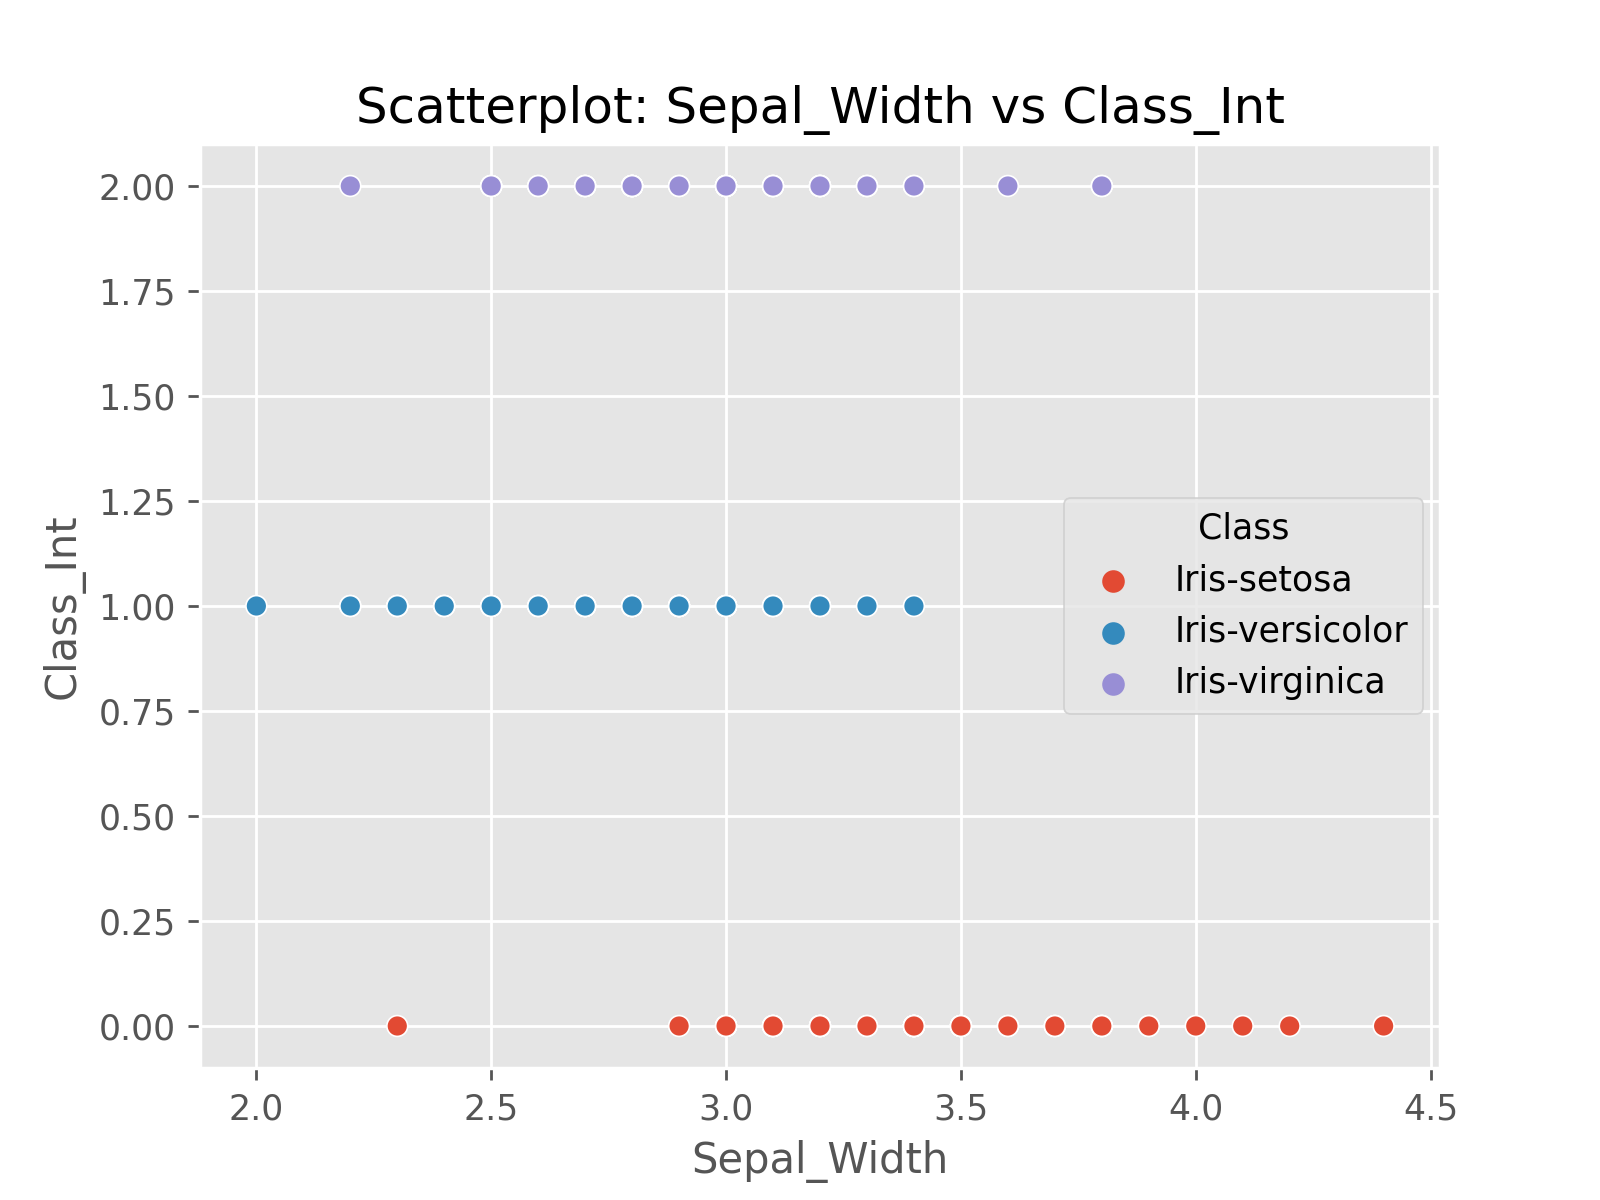 Scatterplot: Sepal_Width vs Class_Int
Class_Int
2.00
1.75
1.50
1.25
1.00
0.75
0.50
0.25
0.00
Class
Iris-setosa
Iris-versicolor
Iris-virginica
2.0 2.5 3.0 3.5 4.0 4.5
Sepal_Width